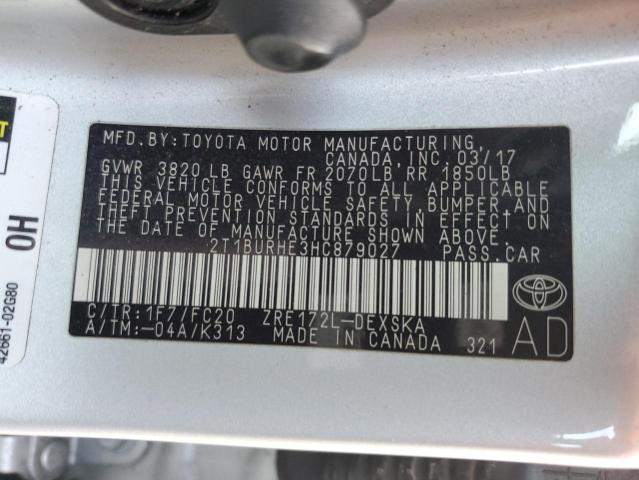 MFD.BY:TOYOTA MOTOR MANUFACTURING,
CANADA, INC. 03/17
GVWR 3820 LB GAWR FR 2070LB RR 1850LB
THIS VEHICLE CONFORMS TO ALL APPLICABLE
FEDERAL MOTOR VEHICLE SAFETY, BUMPER AND
THEFT PREVENTION STANDARDS IN EFFECT ON
THE DATE OF MANUFACTURE SHOWN ABOVE.
2T1BURHE3HC879027 PASS.CAR
C/TR:1F7/FC20 ZRE172L-DEXSKA
A/TM:-04A/K313 MADE IN CANADA 321
AD
OH
42661-02G80